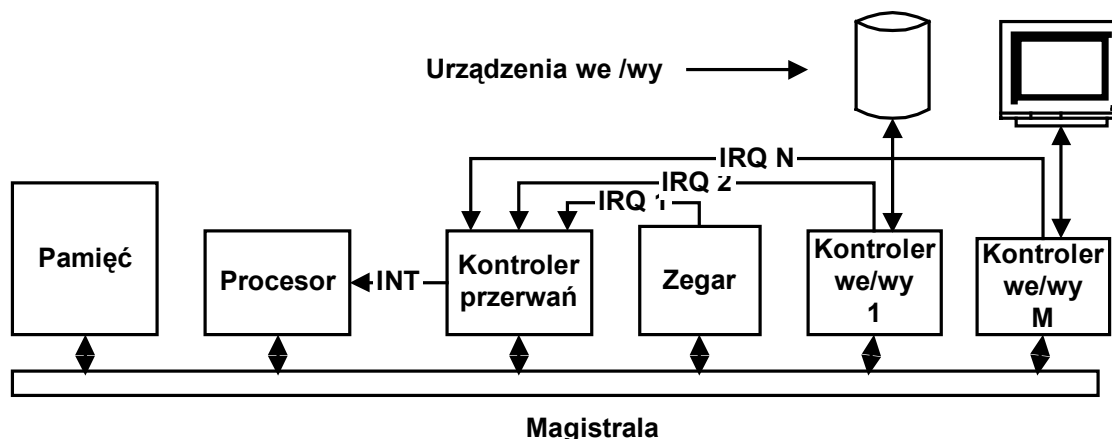 Urządzenia we /wy
IRQ N
IRQ 2
IRQ 1
Pamięć
Procesor
INT
Kontroler
przerwań
Zegar
Kontroler
we/wy
1
Kontroler
we/wy
M
Magistrala